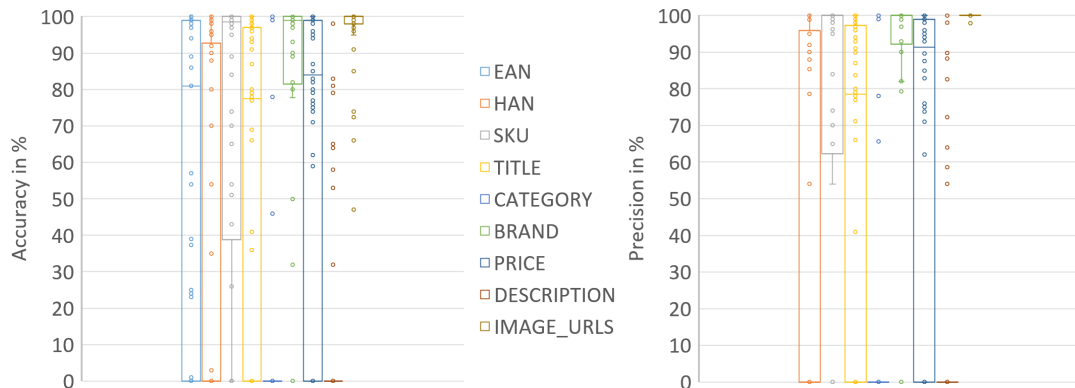 Accuracy in %
100
90
80
70
60
50
40
30
20
10
0
EAN
HAN
SKU
TITLE
CATEGORY
BRAND
PRICE
DESCRIPTION
IMAGE_URLS
Precision in %
100
90
80
70
60
50
40
30
20
10
0